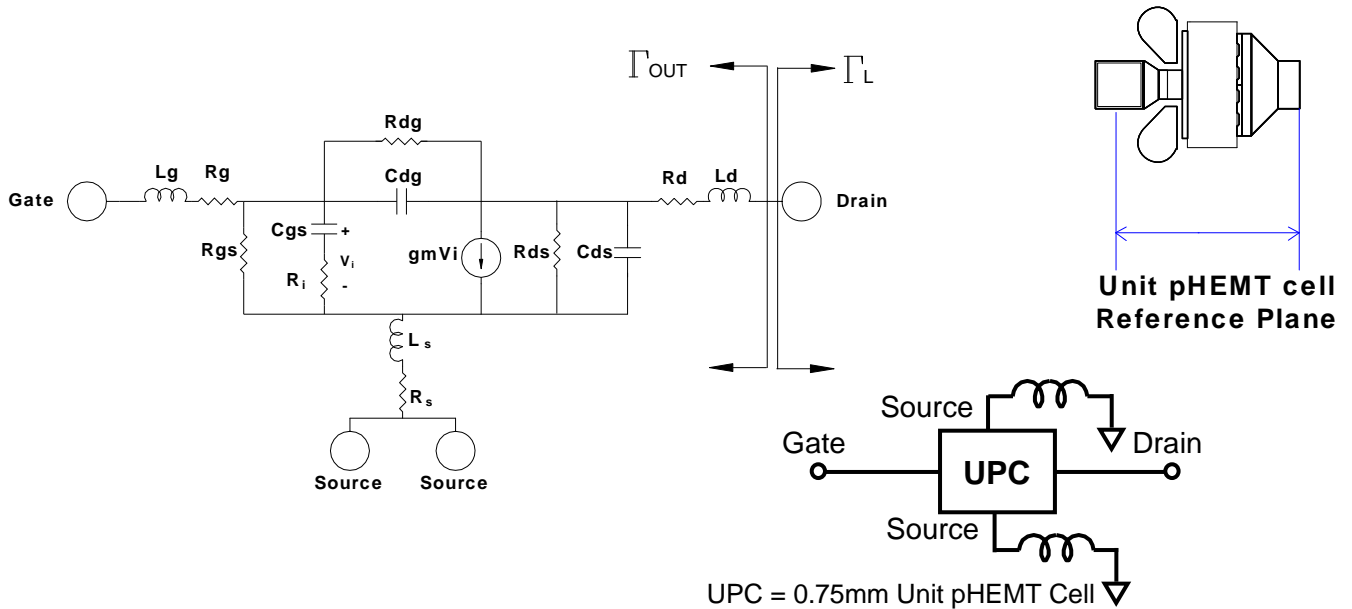 ΓOUT
ΓL
Rdg
Lg
Rg
Cdg
Rd
Ld
Gate
Drain
Cgs
+
Rgs
Vi
Ri
-
gmVi
Rds
Cds
Ls
Rs
Source
Source
Unit pHEMT cell
Reference Plane
Source
Gate
Drain
UPC
Source
UPC = 0.75mm Unit pHEMT Cell